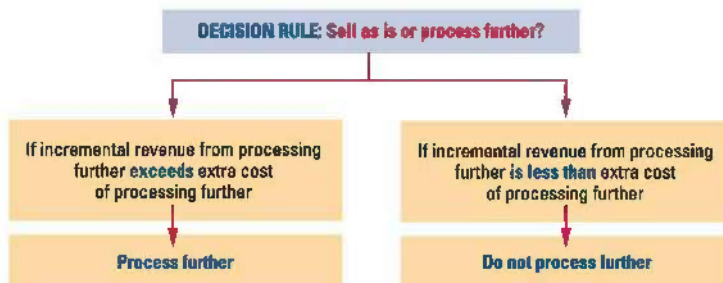 DECISION RULE: Sell as is or process further?
If incremental revenue from processing
further exceeds extra cost
of processing further
If incremental revenue from processing
further is less than extra cost
of processing further
Process further
Do not process further